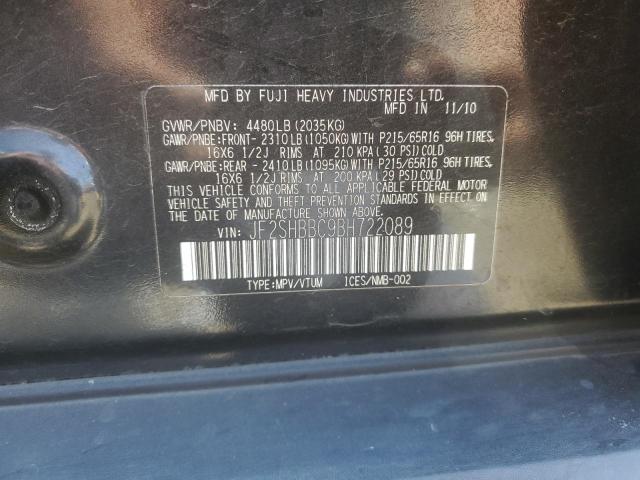 MFD BY FUJI HEAVY INDUSTRIES LTD.
MFD IN 11/10
GVWR/PNBV: 4480LB(2035KG)
GAWR/PNBE:FRONT- 2310LB(1050KG)WITH P215/65R16 96H TIRES,
16X6 1/2J RIMS AT 210 KPA(30 PSI)COLD
GAWR/PNBE:REAR - 2410LB(1095KG)WITH P215/65R16 96H TIRES,
16X6 1/2J RIMS AT 200 KPA(29 PSI)COLD
THIS VEHICLE CONFORMS TO ALL APPLICABLE FEDERAL MOTOR
VEHICLE SAFETY AND THEFT PREVENTION STANDARDS IN EFFECT
ON THE DATE OF MANUFACTURE SHOWN ABOVE.
VIN: JF2SHBBC9BH722089
TYPE:MPV/VTUM ICES/NMB-002